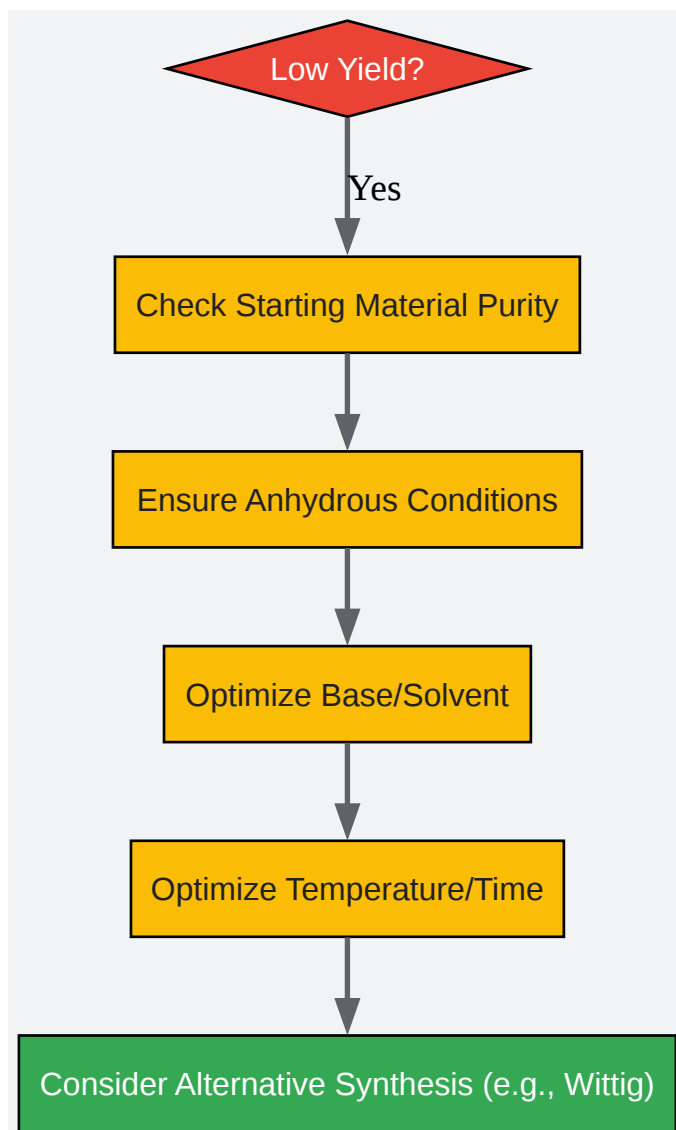 Low Yield?
Yes
Check Starting Material Purity
Ensure Anhydrous Conditions
Optimize Base/Solvent
Optimize Temperature/Time
Consider Alternative Synthesis (e.g., Wittig)